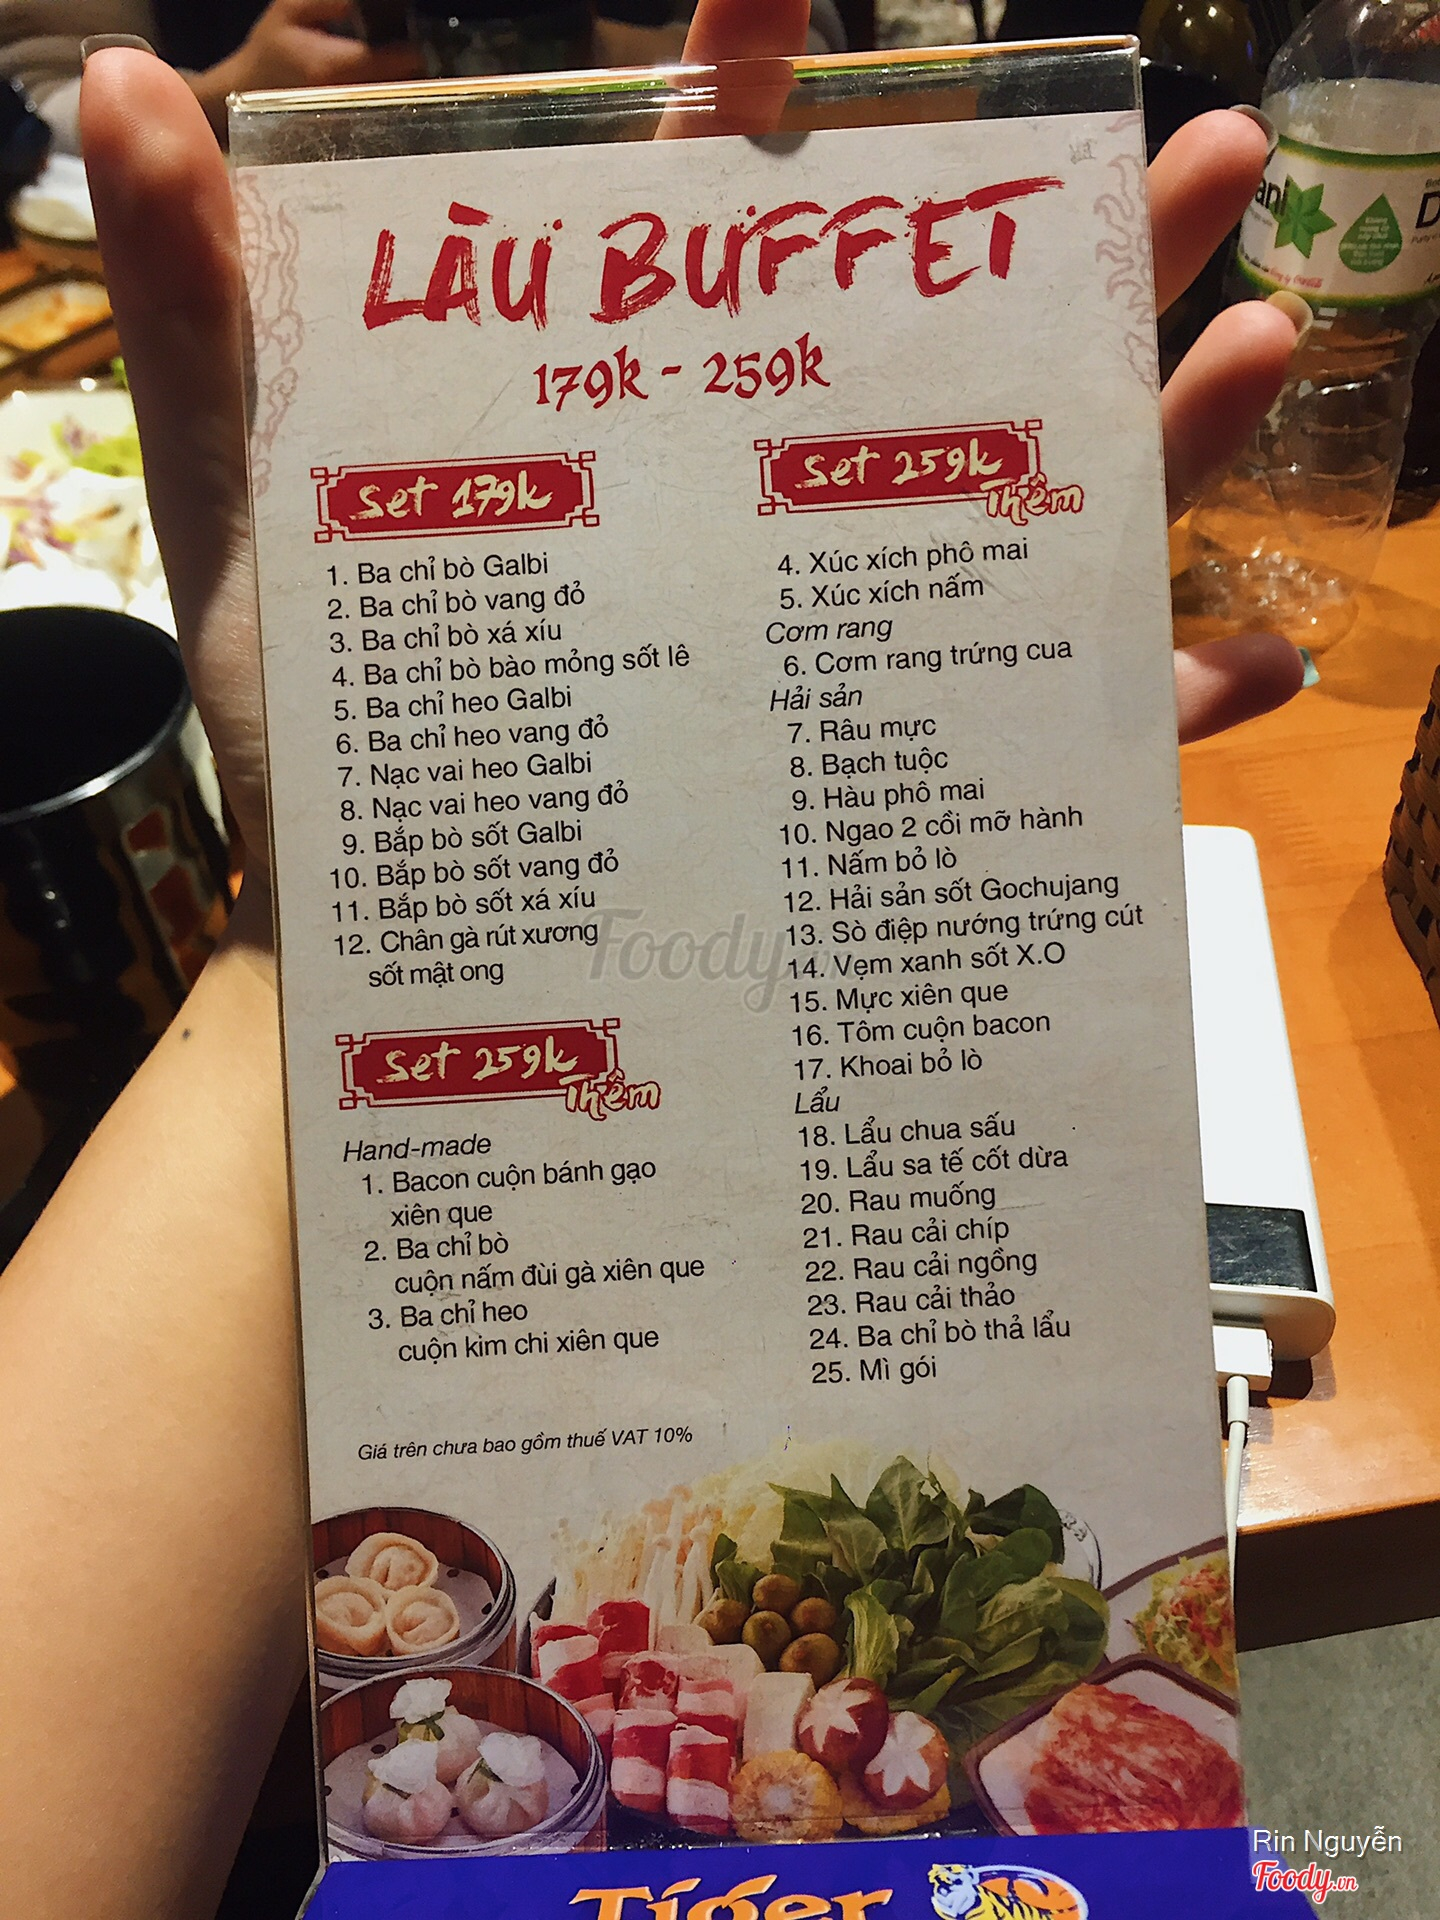 LẨU BUFFET
179k - 259k
Set 179k
1. Ba chỉ bò Galbi
2. Ba chỉ bò vang đỏ
3. Ba chỉ bò xá xíu
4. Ba chỉ bò bào mỏng sốt lê
5. Ba chỉ heo Galbi
6. Ba chỉ heo vang đỏ
7. Nạc vai heo Galbi
8. Nạc vai heo vang đỏ
9. Bắp bò sốt Galbi
10. Bắp bò sốt vang đỏ
11. Bắp bò sốt xá xíu
12. Chân gà rút xương
sốt mật ong
Set 259k
Thêm
Hand-made
1. Bacon cuộn bánh gạo
xiên que
2. Ba chỉ bò
cuộn nấm đùi gà xiên que
3. Ba chỉ heo
cuộn kim chi xiên que
Giá trên chưa bao gồm thuế VAT 10%
Set 259k
Thêm
4. Xúc xích phô mai
5. Xúc xích nấm
Cơm rang
6. Cơm rang trứng cua
Hải sản
7. Râu mực
8. Bạch tuộc
9. Hàu phô mai
10. Ngao 2 cồi mỡ hành
11. Nấm bỏ lò
12. Hải sản sốt Gochujang
13. Sò điệp nướng trứng cút
14. Vẹm xanh sốt X.O
15. Mực xiên que
16. Tôm cuộn bacon
17. Khoai bỏ lò
Lẩu
18. Lẩu chua sấu
19. Lẩu sa tế cốt dừa
20. Rau muống
21. Rau cải chíp
22. Rau cải ngồng
23. Rau cải thảo
24. Ba chỉ bò thả lẩu
25. Mì gói
Foody
Tiger
Rin Nguyễn
Foody.vn